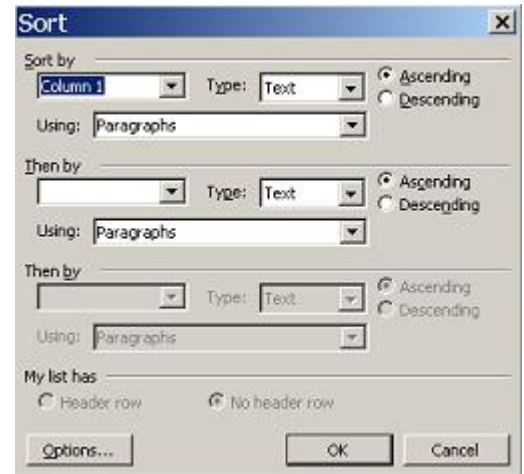 Sort
Sort by
Column 1 Type: Text Ascending
Descending
Using: Paragraphs
Then by
Type: Text Ascending
Descending
Using: Paragraphs
Then by
Type: Text Ascending
Descending
Using: Paragraphs
My list has
Header row No header row
Options... OK Cancel